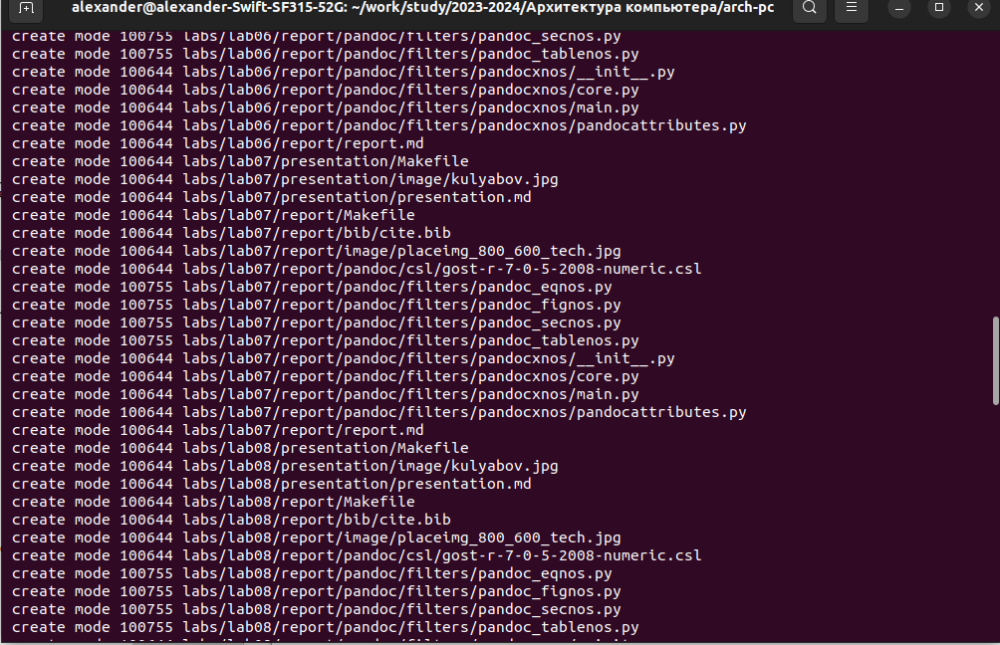 alexander@alexander-Swift-SF315-52G: ~/work/study/2023-2024/Архитектура компьютера/arch-pc
create mode 100755 labs/lab06/report/pandoc/filters/pandoc_secnos.py
create mode 100755 labs/lab06/report/pandoc/filters/pandoc_tablenos.py
create mode 100644 labs/lab06/report/pandoc/filters/pandocxnos/__init__.py
create mode 100644 labs/lab06/report/pandoc/filters/pandocxnos/core.py
create mode 100644 labs/lab06/report/pandoc/filters/pandocxnos/main.py
create mode 100644 labs/lab06/report/pandoc/filters/pandocxnos/pandocattributes.py
create mode 100644 labs/lab06/report/report.md
create mode 100644 labs/lab07/presentation/Makefile
create mode 100644 labs/lab07/presentation/image/kulyabov.jpg
create mode 100644 labs/lab07/presentation/presentation.md
create mode 100644 labs/lab07/report/Makefile
create mode 100644 labs/lab07/report/bib/cite.bib
create mode 100644 labs/lab07/report/image/placeimg_800_600_tech.jpg
create mode 100644 labs/lab07/report/pandoc/csl/gost-r-7-0-5-2008-numeric.csl
create mode 100755 labs/lab07/report/pandoc/filters/pandoc_eqnos.py
create mode 100755 labs/lab07/report/pandoc/filters/pandoc_fignos.py
create mode 100755 labs/lab07/report/pandoc/filters/pandoc_secnos.py
create mode 100755 labs/lab07/report/pandoc/filters/pandoc_tablenos.py
create mode 100644 labs/lab07/report/pandoc/filters/pandocxnos/__init__.py
create mode 100644 labs/lab07/report/pandoc/filters/pandocxnos/core.py
create mode 100644 labs/lab07/report/pandoc/filters/pandocxnos/main.py
create mode 100644 labs/lab07/report/pandoc/filters/pandocxnos/pandocattributes.py
create mode 100644 labs/lab07/report/report.md
create mode 100644 labs/lab08/presentation/Makefile
create mode 100644 labs/lab08/presentation/image/kulyabov.jpg
create mode 100644 labs/lab08/presentation/presentation.md
create mode 100644 labs/lab08/report/Makefile
create mode 100644 labs/lab08/report/bib/cite.bib
create mode 100644 labs/lab08/report/image/placeimg_800_600_tech.jpg
create mode 100644 labs/lab08/report/pandoc/csl/gost-r-7-0-5-2008-numeric.csl
create mode 100755 labs/lab08/report/pandoc/filters/pandoc_eqnos.py
create mode 100755 labs/lab08/report/pandoc/filters/pandoc_fignos.py
create mode 100755 labs/lab08/report/pandoc/filters/pandoc_secnos.py
create mode 100755 labs/lab08/report/pandoc/filters/pandoc_tablenos.py